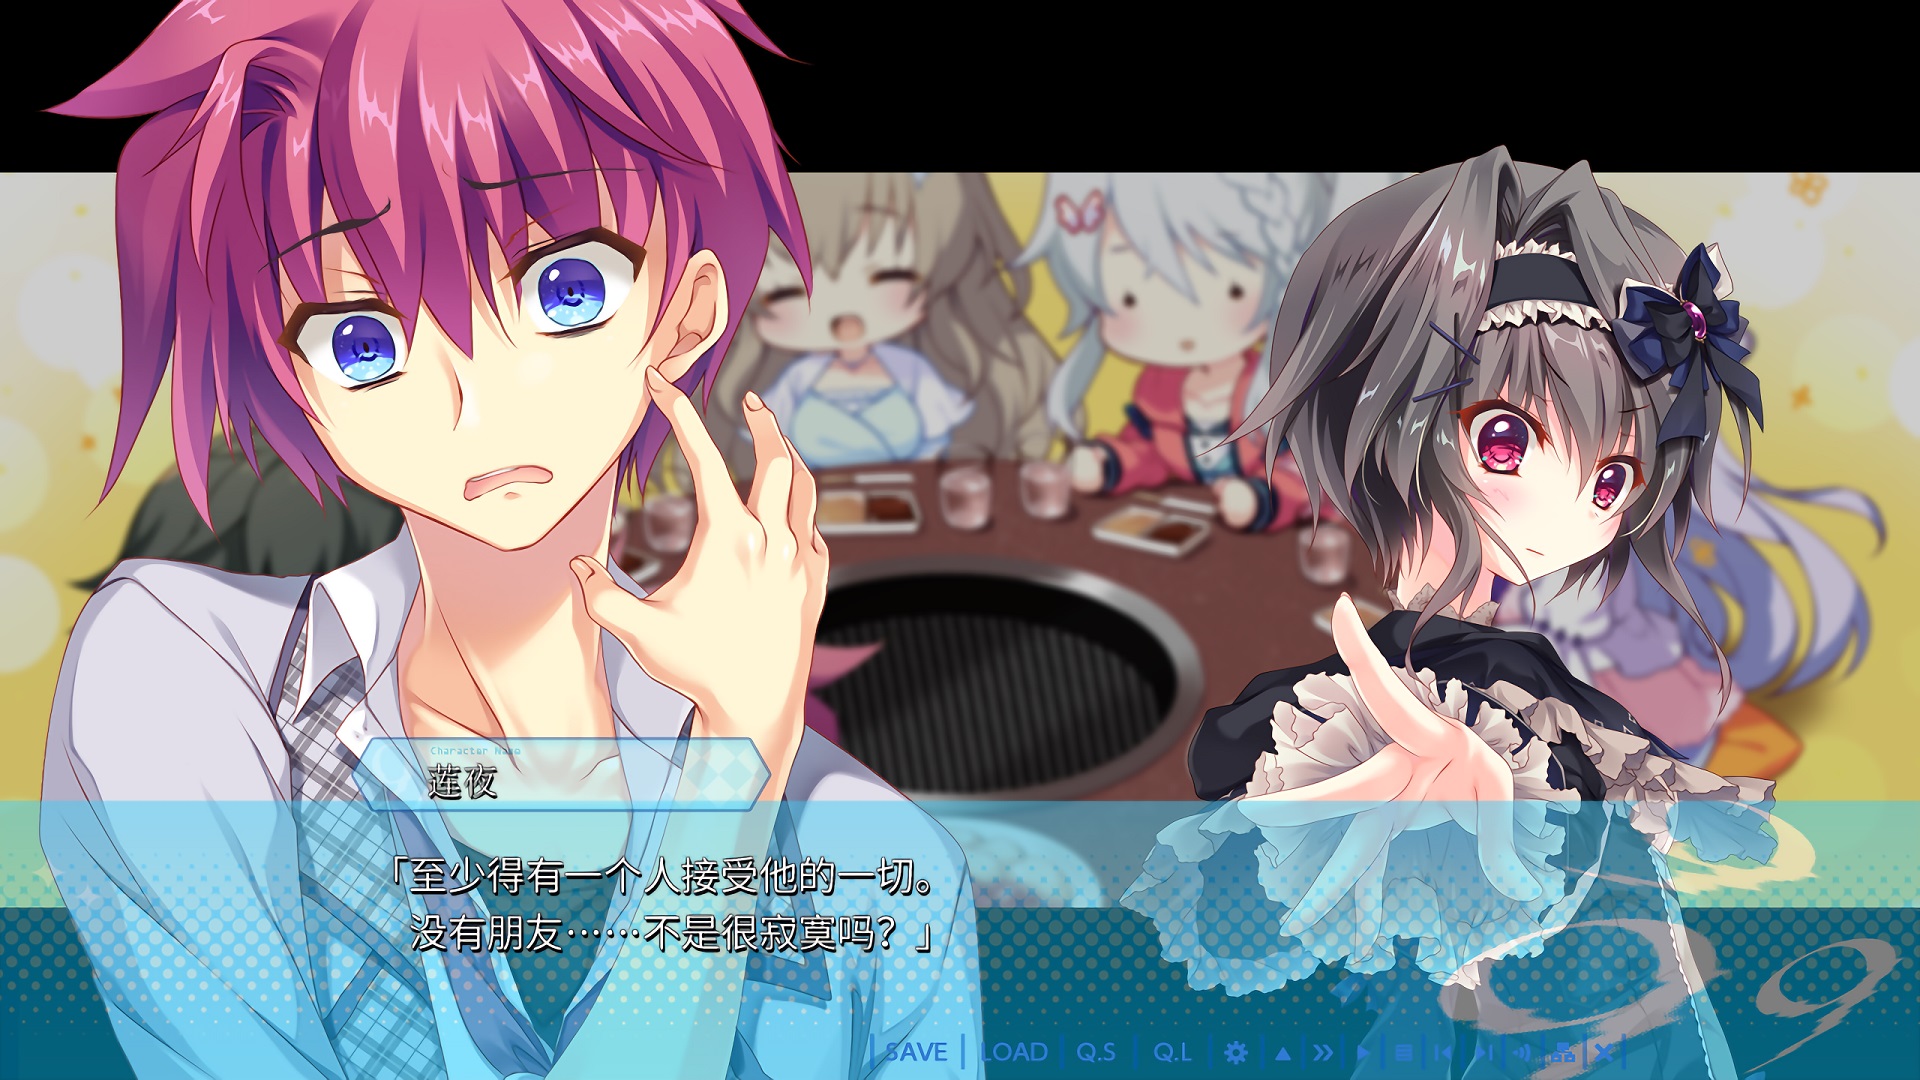 Character Name
莲夜
「至少得有一个人接受他的一切。
没有朋友……不是很寂寞吗？」
SAVE LOAD Q.S Q.L